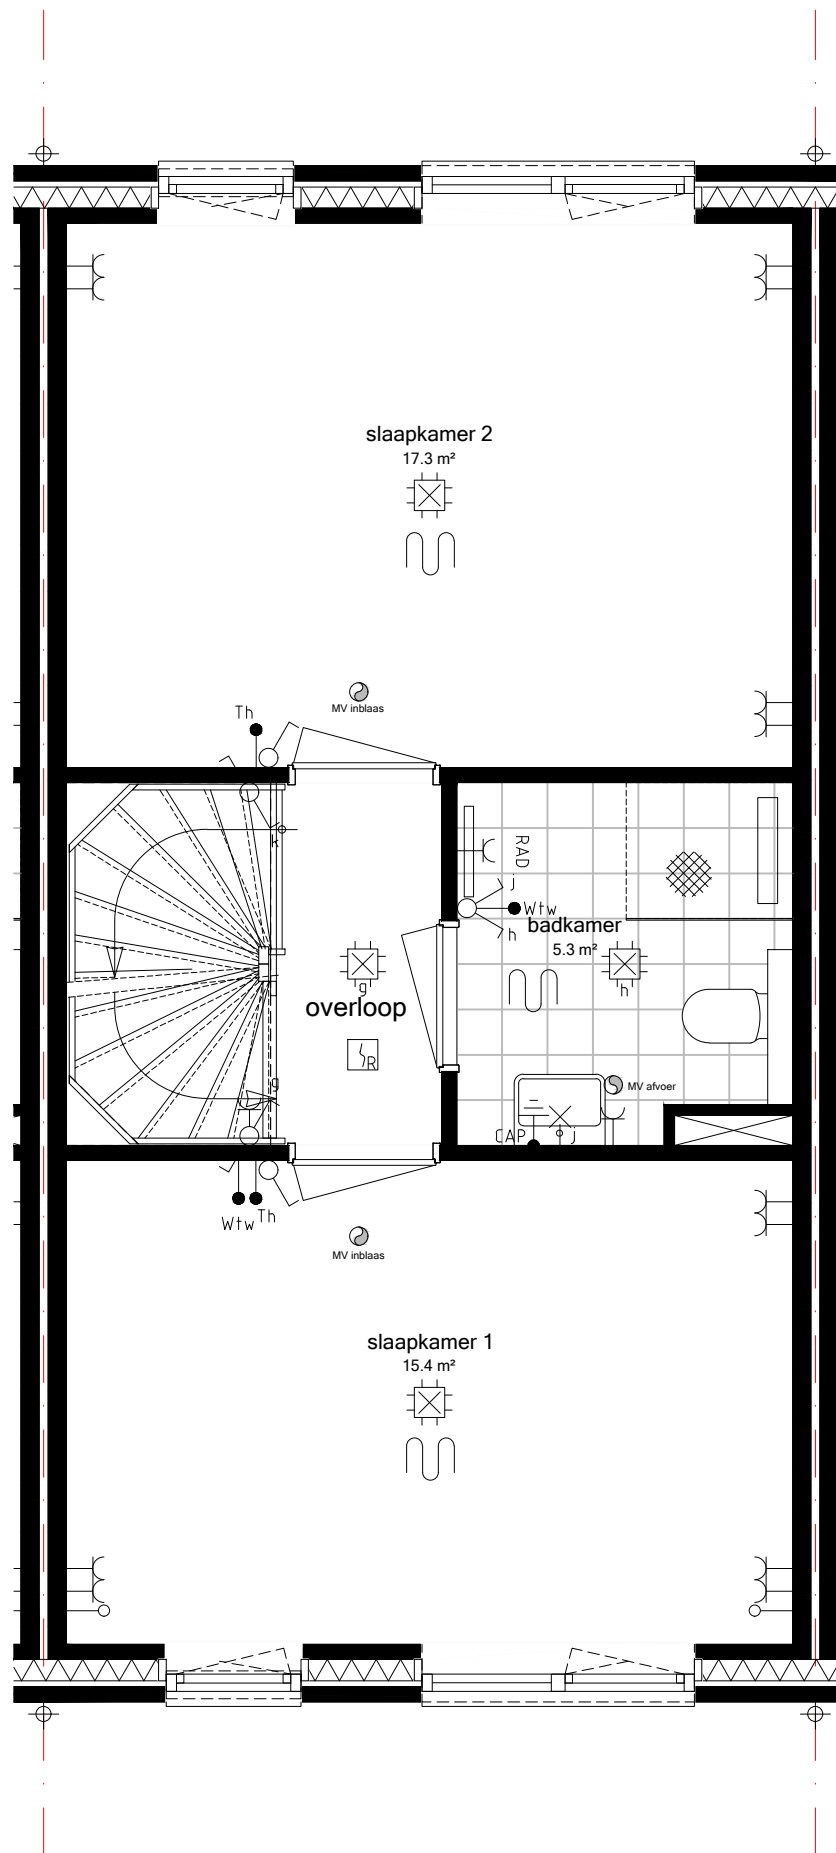 slaapkamer 2
17.3 m²
MV inblaas
Th
k
RAD
j
Wtw
h
badkamer
5.3 m²
g
h
overloop
R
g
MV afvoer
CAP
j
Wtw
Th
MV inblaas
slaapkamer 1
15.4 m²